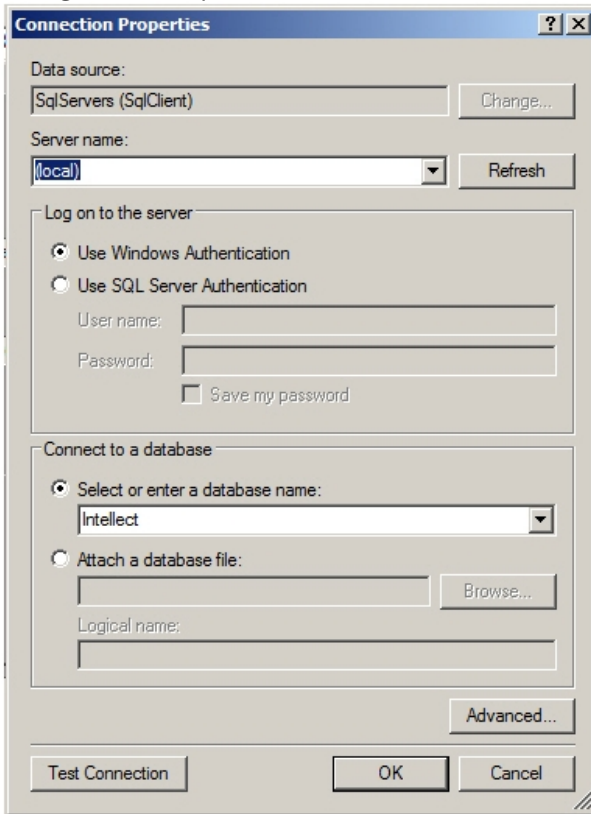 Connection Properties
Data source:
SqlServers (SqlClient) Change...
Server name:
(local) Refresh
Log on to the server
Use Windows Authentication
Use SQL Server Authentication
User name:
Password:
Save my password
Connect to a database
Select or enter a database name:
Intellect
Attach a database file:
Browse...
Logical name:
Advanced...
Test Connection OK Cancel